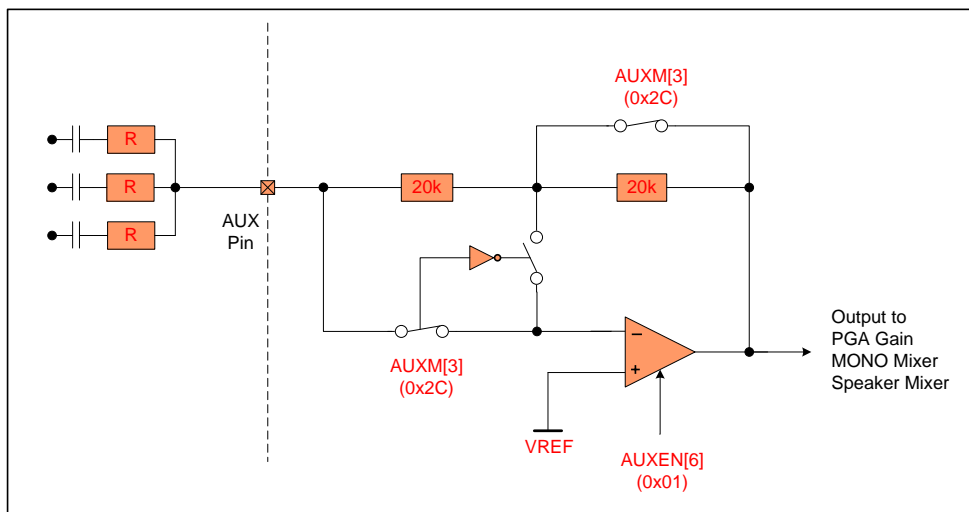 AUXM[3]
(0x2C)
R
R
R
AUX
Pin
20k
20k
AUXM[3]
(0x2C)
−
+
VREF
AUXEN[6]
(0x01)
Output to
PGA Gain
MONO Mixer
Speaker Mixer